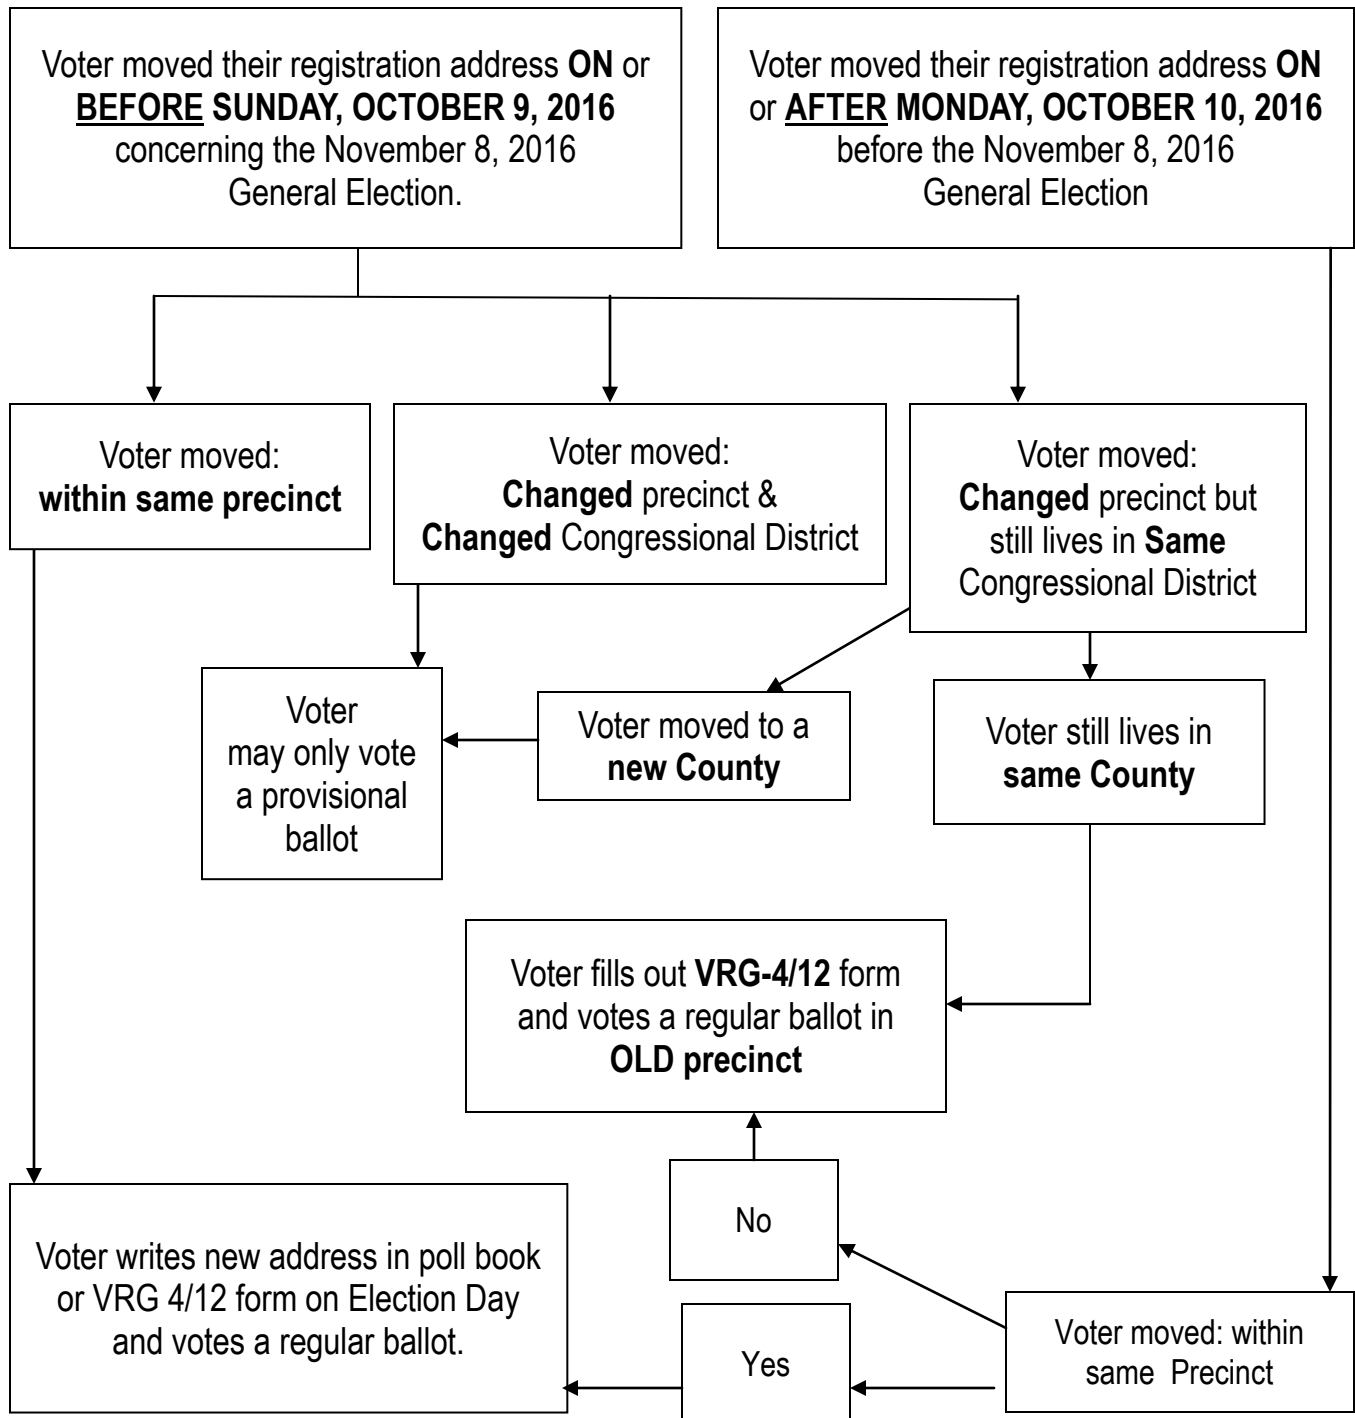 Voter moved their registration address ON or
BEFORE SUNDAY, OCTOBER 9, 2016
concerning the November 8, 2016
General Election.
Voter moved their registration address ON
or AFTER MONDAY, OCTOBER 10, 2016
before the November 8, 2016
General Election
Voter moved:
within same precinct
Voter moved:
Changed precinct &
Changed Congressional District
Voter moved:
Changed precinct but
still lives in Same
Congressional District
Voter
may only vote
a provisional
ballot
Voter moved to a
new County
Voter still lives in
same County
Voter fills out VRG-4/12 form
and votes a regular ballot in
OLD precinct
No
Voter writes new address in poll book
or VRG 4/12 form on Election Day
and votes a regular ballot.
Yes
Voter moved: within
same Precinct